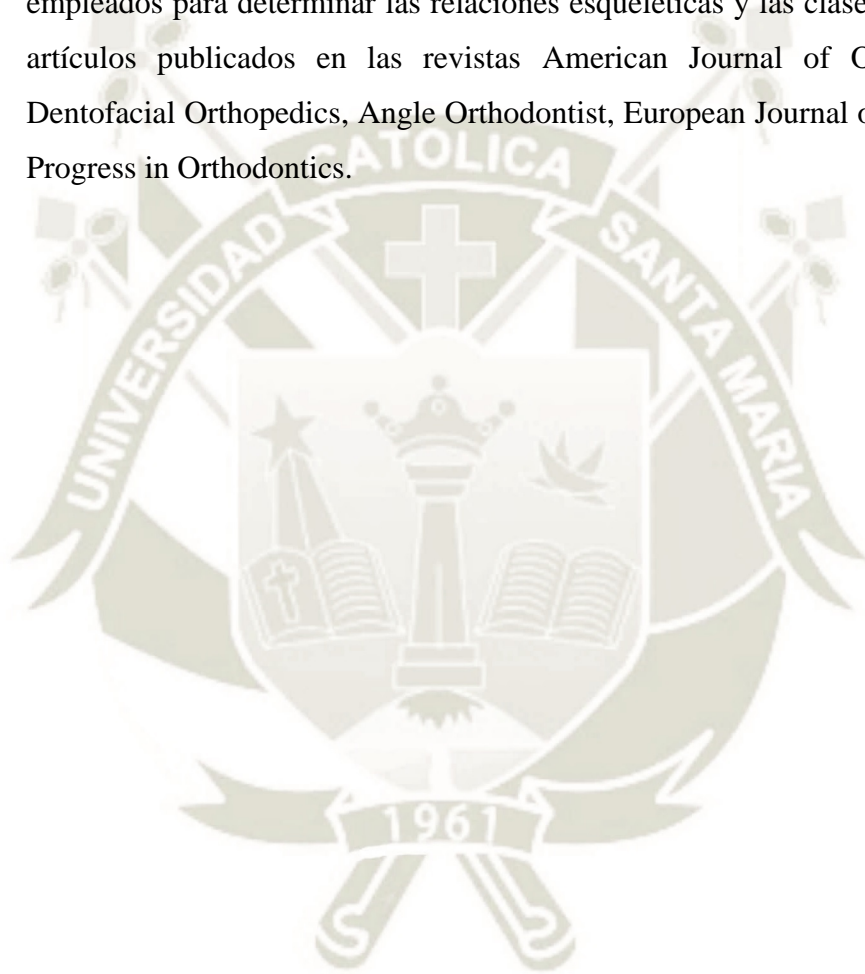 empleados para determinar las relaciones esqueléticas y las clase
artículos publicados en las revistas American Journal of O
Dentofacial Orthopedics, Angle Orthodontist, European Journal o
Progress in Orthodontics.
UNIVERSIDAD CATOLICA SANTA MARIA
1961